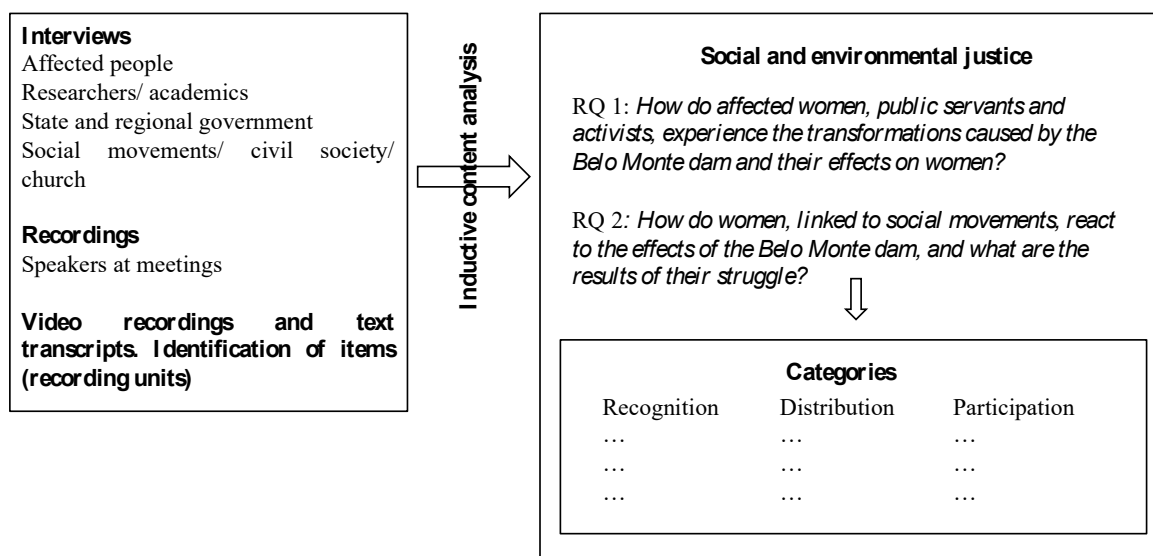 Interviews
Affected people
Researchers/ academics
State and regional government
Social movements/ civil society/
church
Recordings
Speakers at meetings
Video recordings and text
transcripts. Identification of items
(recording units)
Inductive content analysis
Social and environmental justice
RQ 1: How do affected women, public servants and
activists, experience the transformations caused by the
Belo Monte dam and their effects on women?
RQ 2: How do women, linked to social movements, react
to the effects of the Belo Monte dam, and what are the
results of their struggle?
Categories
Recognition Distribution Participation
… … …
… … …
… … …